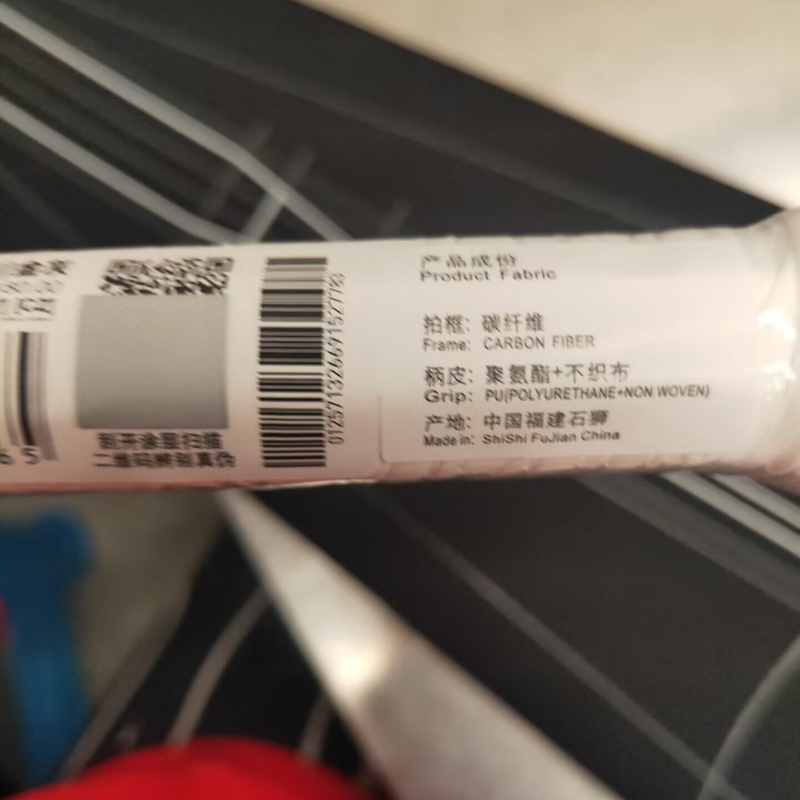 产品成份
Product Fabric
拍框: 碳纤维
Frame: CARBON FIBER
柄皮: 聚氨酯+不织布
Grip: PU(POLYURETHANE+NON WOVEN)
产地: 中国福建石狮
Made in: ShiShi FuJian China
刮开涂层扫描
二维码辨别真伪
65